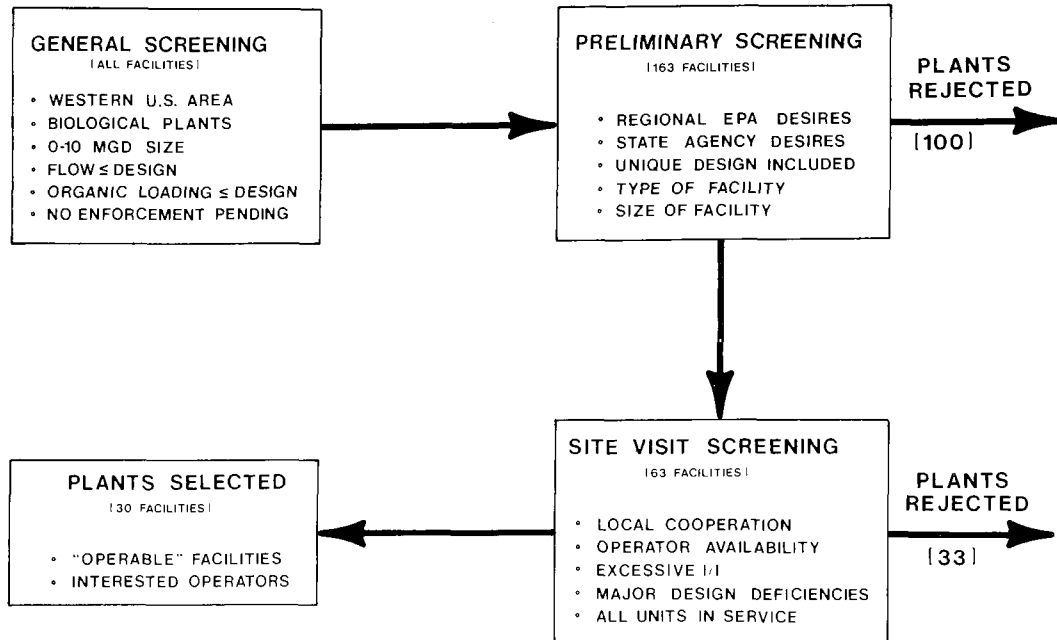 GENERAL SCREENING
[ALL FACILITIES]
◦ WESTERN U.S. AREA
◦ BIOLOGICAL PLANTS
◦ 0-10 MGD SIZE
◦ FLOW ≤ DESIGN
◦ ORGANIC LOADING ≤ DESIGN
◦ NO ENFORCEMENT PENDING
PRELIMINARY SCREENING
[163 FACILITIES]
◦ REGIONAL EPA DESIRES
◦ STATE AGENCY DESIRES
◦ UNIQUE DESIGN INCLUDED
◦ TYPE OF FACILITY
◦ SIZE OF FACILITY
PLANTS
REJECTED
[100]
SITE VISIT SCREENING
[63 FACILITIES]
◦ LOCAL COOPERATION
◦ OPERATOR AVAILABILITY
◦ EXCESSIVE I/I
◦ MAJOR DESIGN DEFICIENCIES
◦ ALL UNITS IN SERVICE
PLANTS
REJECTED
[33]
PLANTS SELECTED
[30 FACILITIES]
◦ "OPERABLE" FACILITIES
◦ INTERESTED OPERATORS